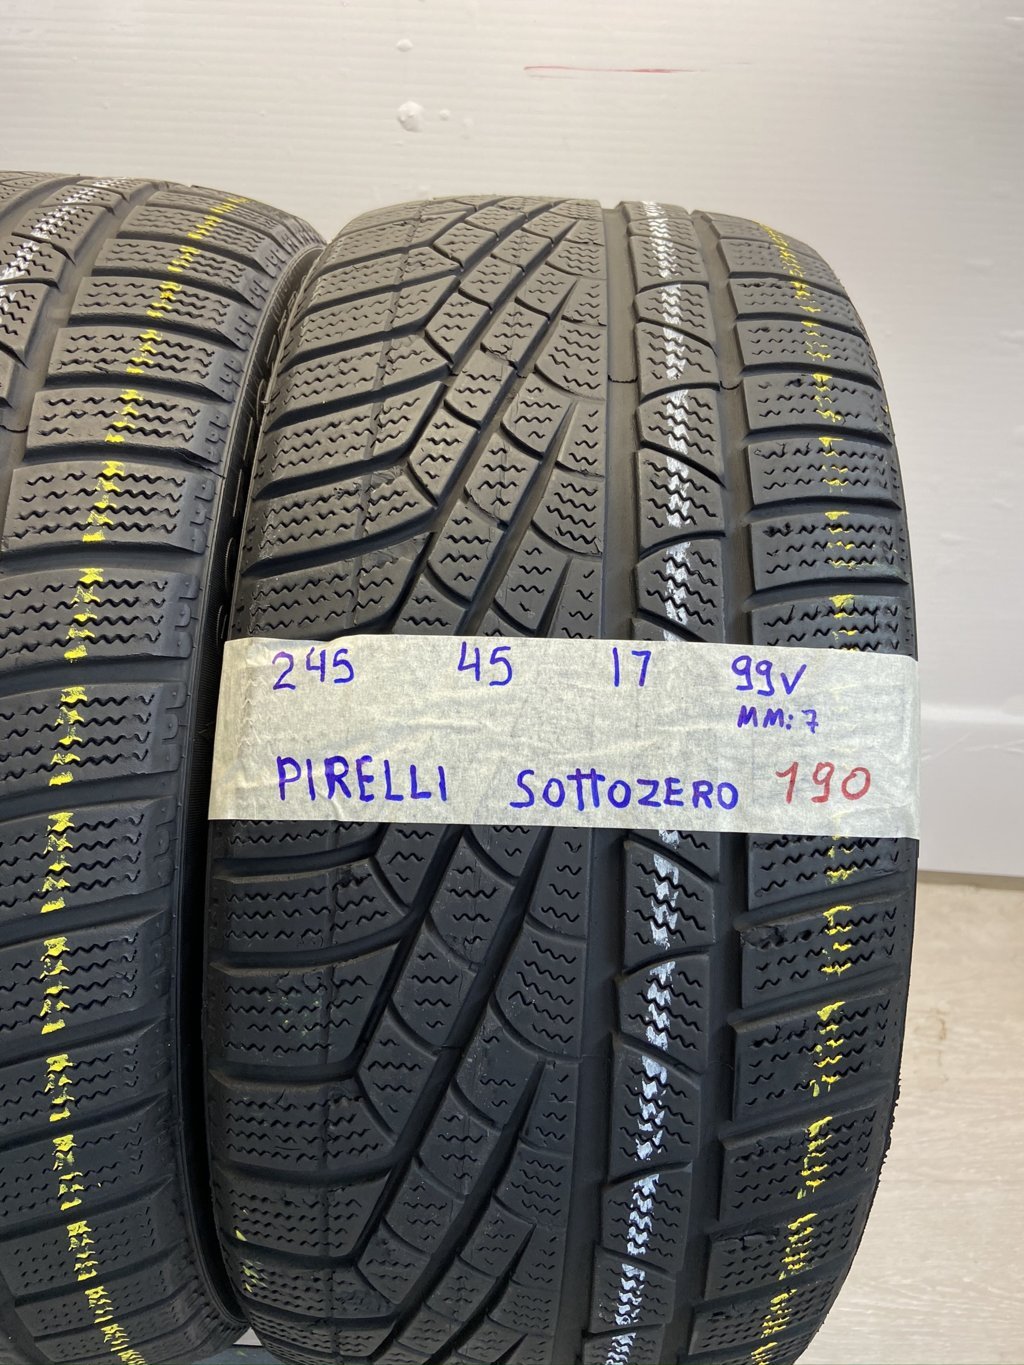 245 45 17 99V
MM: 7
PIRELLI SOTTOZERO 190